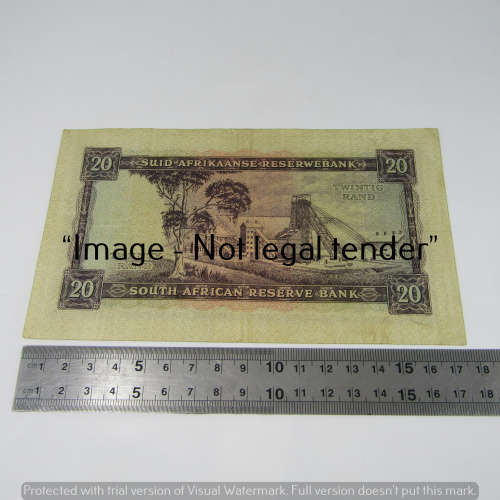 20 SUID-AFRIKAANSE RESERWEBANK 20
TWINTIG
RAND
"Image - Not legal tender"
RAND
20 SOUTH AFRICAN RESERVE BANK 20
cm 1 2 3 4 5 6 7 8 9 10 11 12 13 14 15 16 17 18
cm 1 2 3 4 5 6 7 8 9 10 11 12 13 14 15 16 17 18
Protected with trial version of Visual Watermark. Full version doesn't put this mark.